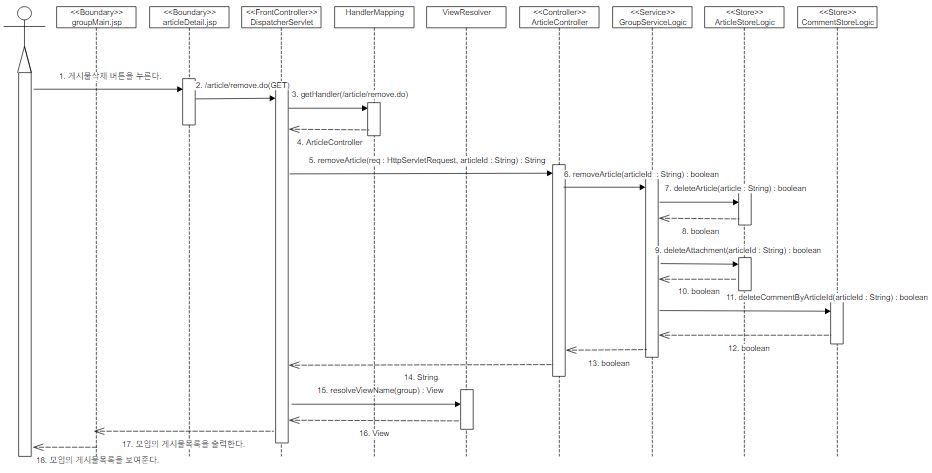 <<Boundary>>
groupMain.jsp
<<Boundary>>
articleDetail.jsp
<<FrontController>>
DispatcherServlet
HandlerMapping
ViewResolver
<<Controller>>
ArticleController
<<Service>>
GroupServiceLogic
<<Store>>
ArticleStoreLogic
<<Store>>
CommentStoreLogic
1. 게시물삭제 버튼을 누른다.
2. /article/remove.do(GET)
3. getHandler(/article/remove.do)
4. ArticleController
5. removeArticle(req : HttpServletRequest, articleId : String) : String
6. removeArticle(articleId : String) : boolean
7. deleteArticle(article : String) : boolean
8. boolean
9. deleteAttachment(articleId : String) : boolean
10. boolean
11. deleteCommentByArticleId(articleId : String) : boolean
12. boolean
13. boolean
14. String
15. resolveViewName(group) : View
16. View
17. 모임의 게시물목록을 출력한다.
18. 모임의 게시물목록을 보여준다.